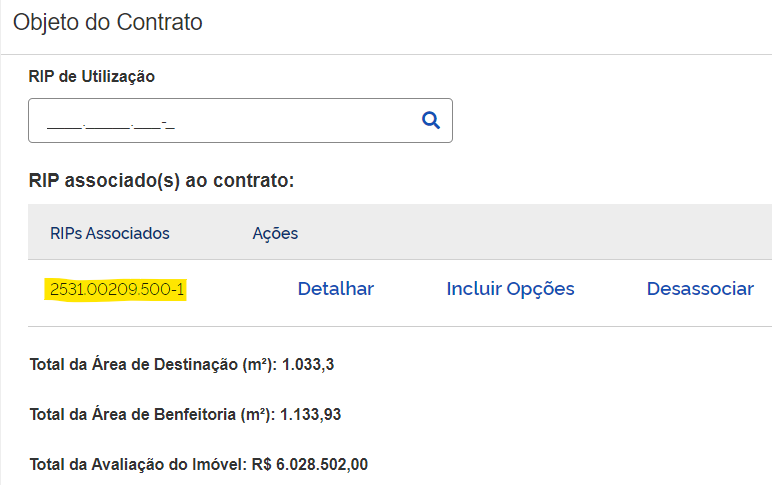 Objeto do Contrato
RIP de Utilização
____._____.___-_
RIP associado(s) ao contrato:
RIPs Associados Ações
2531.00209.500-1 Detalhar Incluir Opções Desassociar
Total da Área de Destinação (m²): 1.033,3
Total da Área de Benfeitoria (m²): 1.133,93
Total da Avaliação do Imóvel: R$ 6.028.502,00